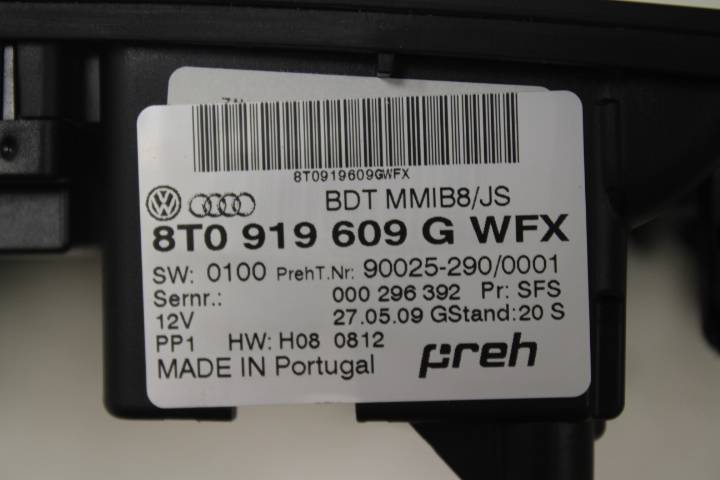 8T0919609GWFX
BDT MMIB8/JS
8T0 919 609 G WFX
SW: 0100 PrehT.Nr: 90025-290/0001
Sernr.: 000 296 392 Pr: SFS
12V 27.05.09 GStand: 20 S
PP1 HW: H08 0812
MADE IN Portugal preh